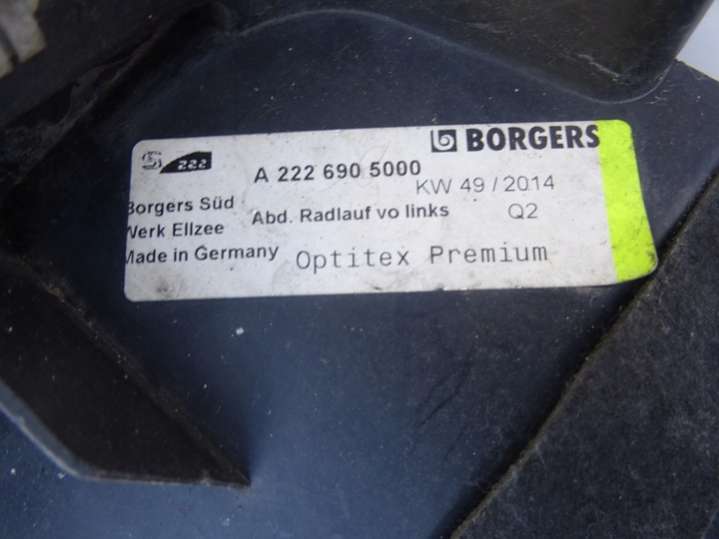 BORGERS
S 222
A 222 690 5000
KW 49 / 2014
Borgers Süd
Abd. Radlauf vo links
Q2
Werk Ellzee
Made in Germany
Optitex Premium